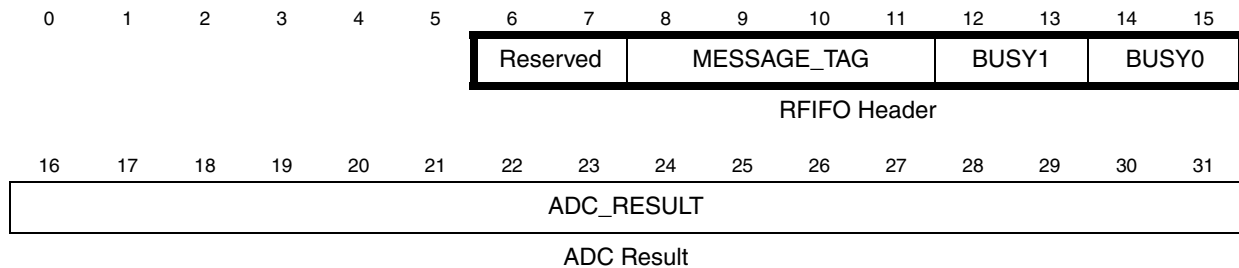 0 1 2 3 4 5 6 7 8 9 10 11 12 13 14 15
Reserved MESSAGE_TAG BUSY1 BUSY0
RFIFO Header
16 17 18 19 20 21 22 23 24 25 26 27 28 29 30 31
ADC_RESULT
ADC Result